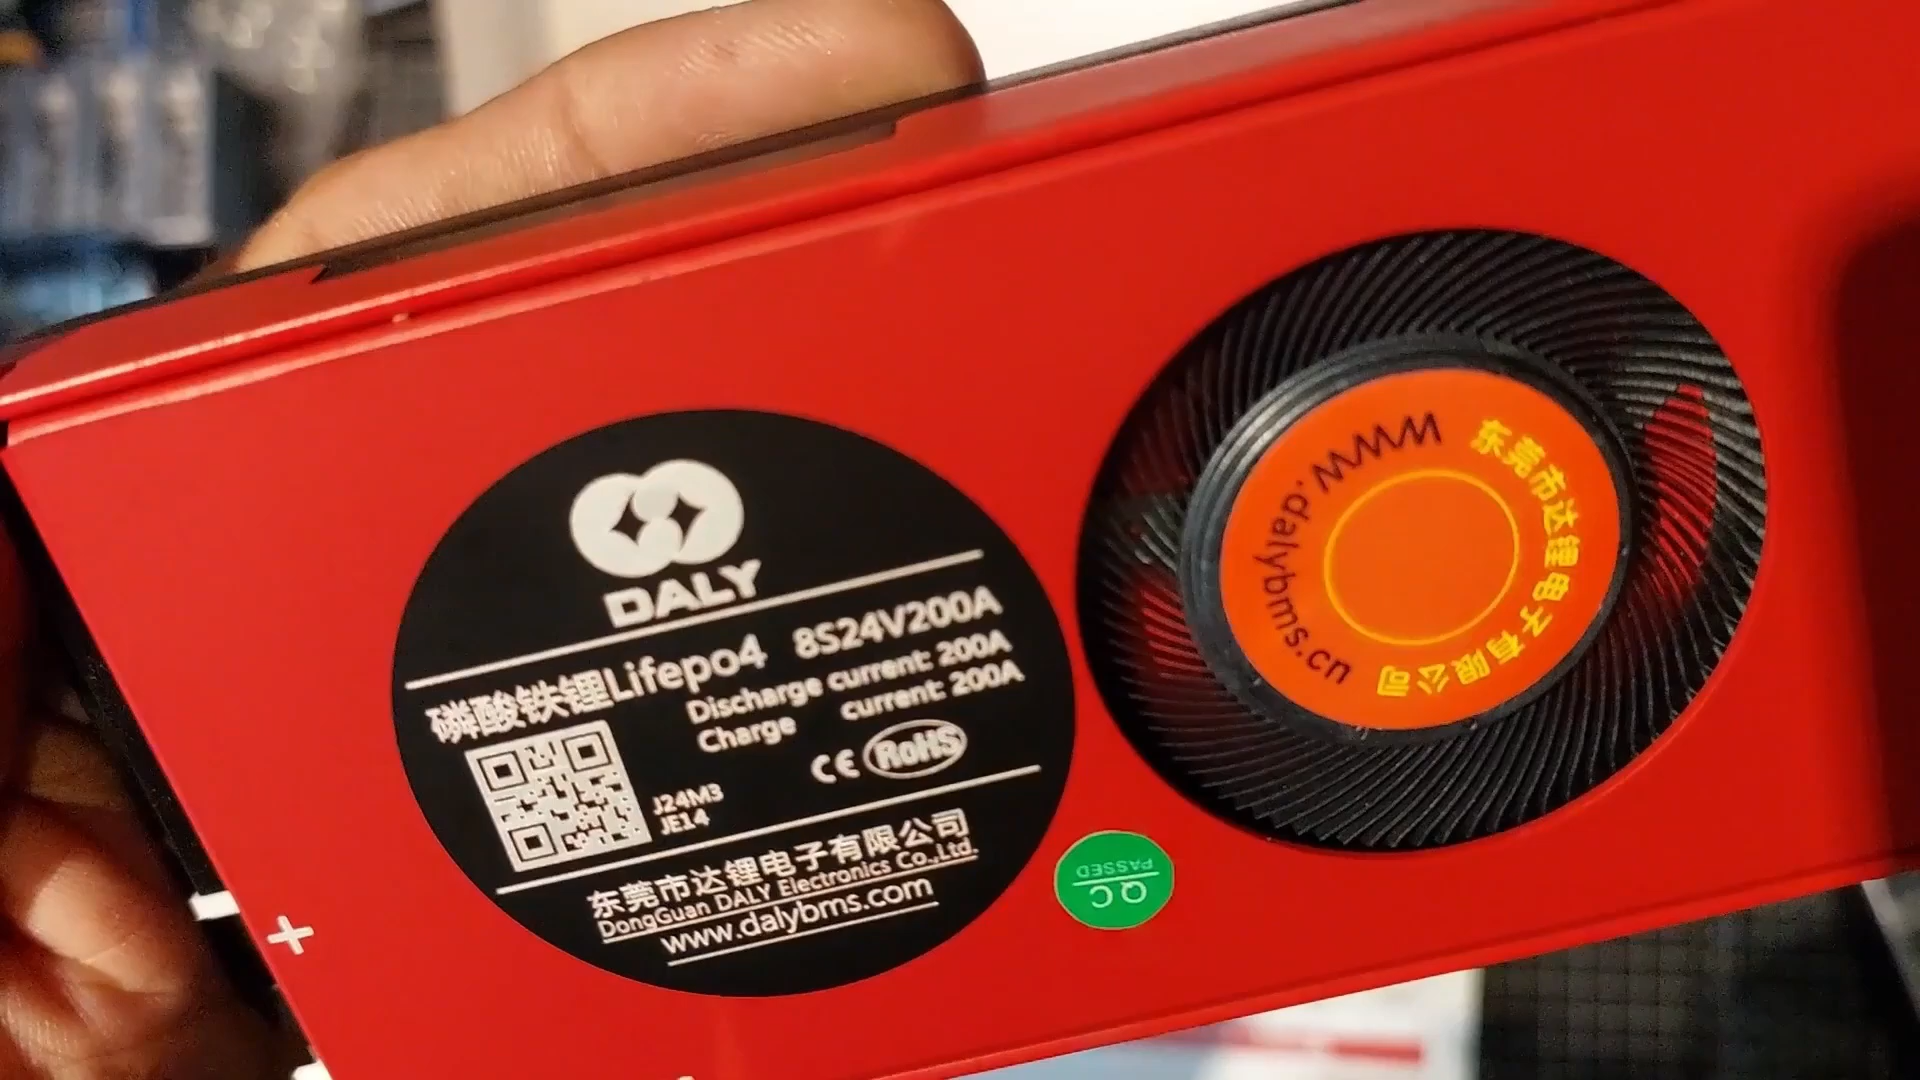 DALY
磷酸铁锂Lifepo4 8S24V200A
Discharge current: 200A
Charge current: 200A
CE RoHS
J24M3
JE14
东莞市达锂电子有限公司
DongGuan DALY Electronics Co.,Ltd.
www.dalybms.com
www.dalybms.cn
东莞市达锂电子有限公司
QC
PASSED
+